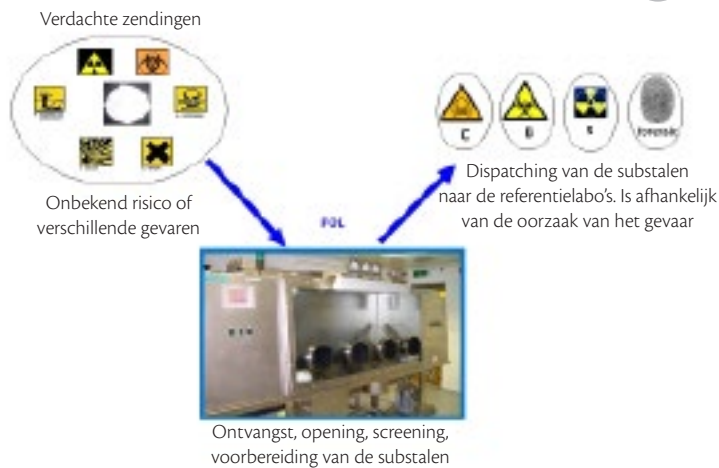 Verdachte zendingen
C
B
forensic
Dispatching van de substalen
naar de referentielabo's. Is afhankelijk
van de oorzaak van het gevaar
Onbekend risico of
verschillende gevaren
FOL
Ontvangst, opening, screening,
voorbereiding van de substalen